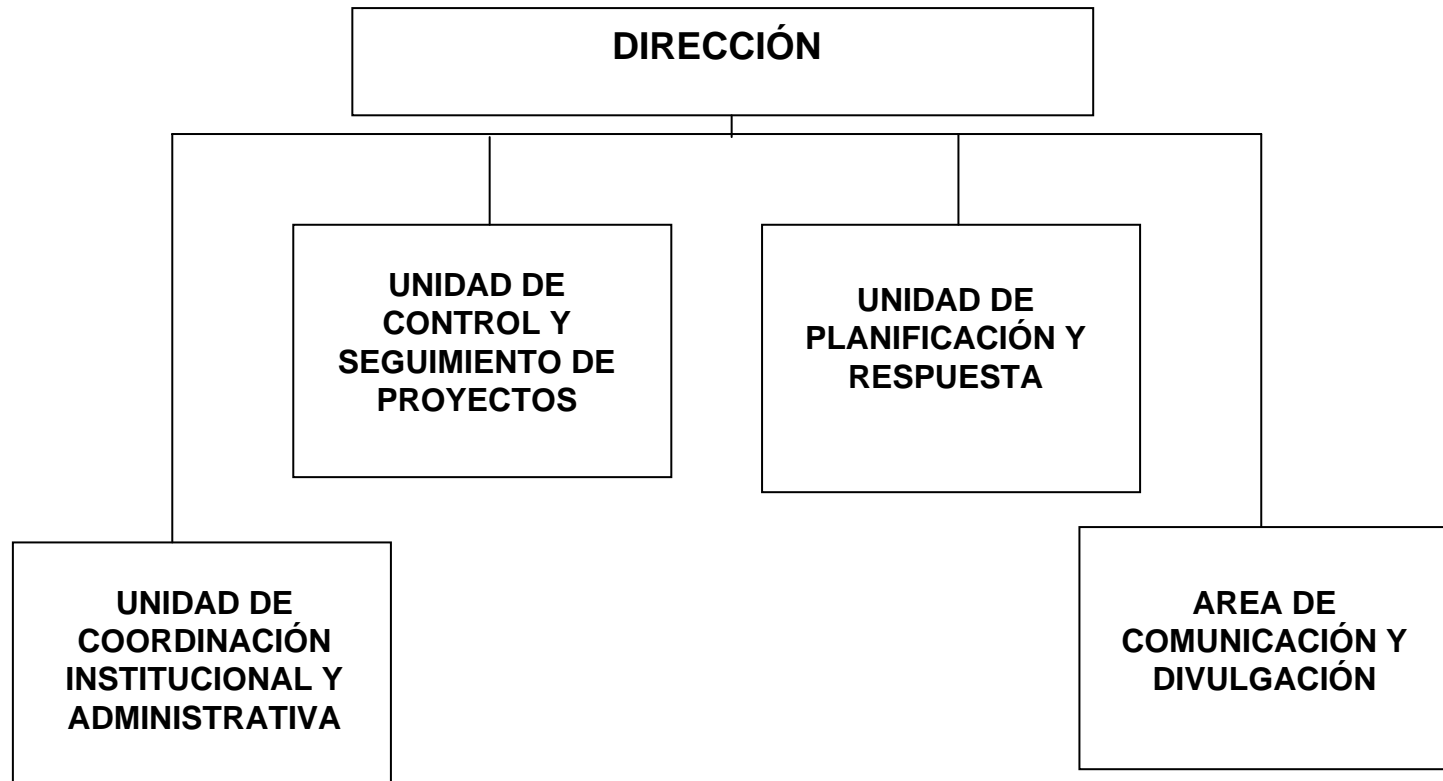 DIRECCIÓN
UNIDAD DE
CONTROL Y
SEGUIMIENTO DE
PROYECTOS
UNIDAD DE
PLANIFICACIÓN Y
RESPUESTA
UNIDAD DE
COORDINACIÓN
INSTITUCIONAL Y
ADMINISTRATIVA
AREA DE
COMUNICACIÓN Y
DIVULGACIÓN